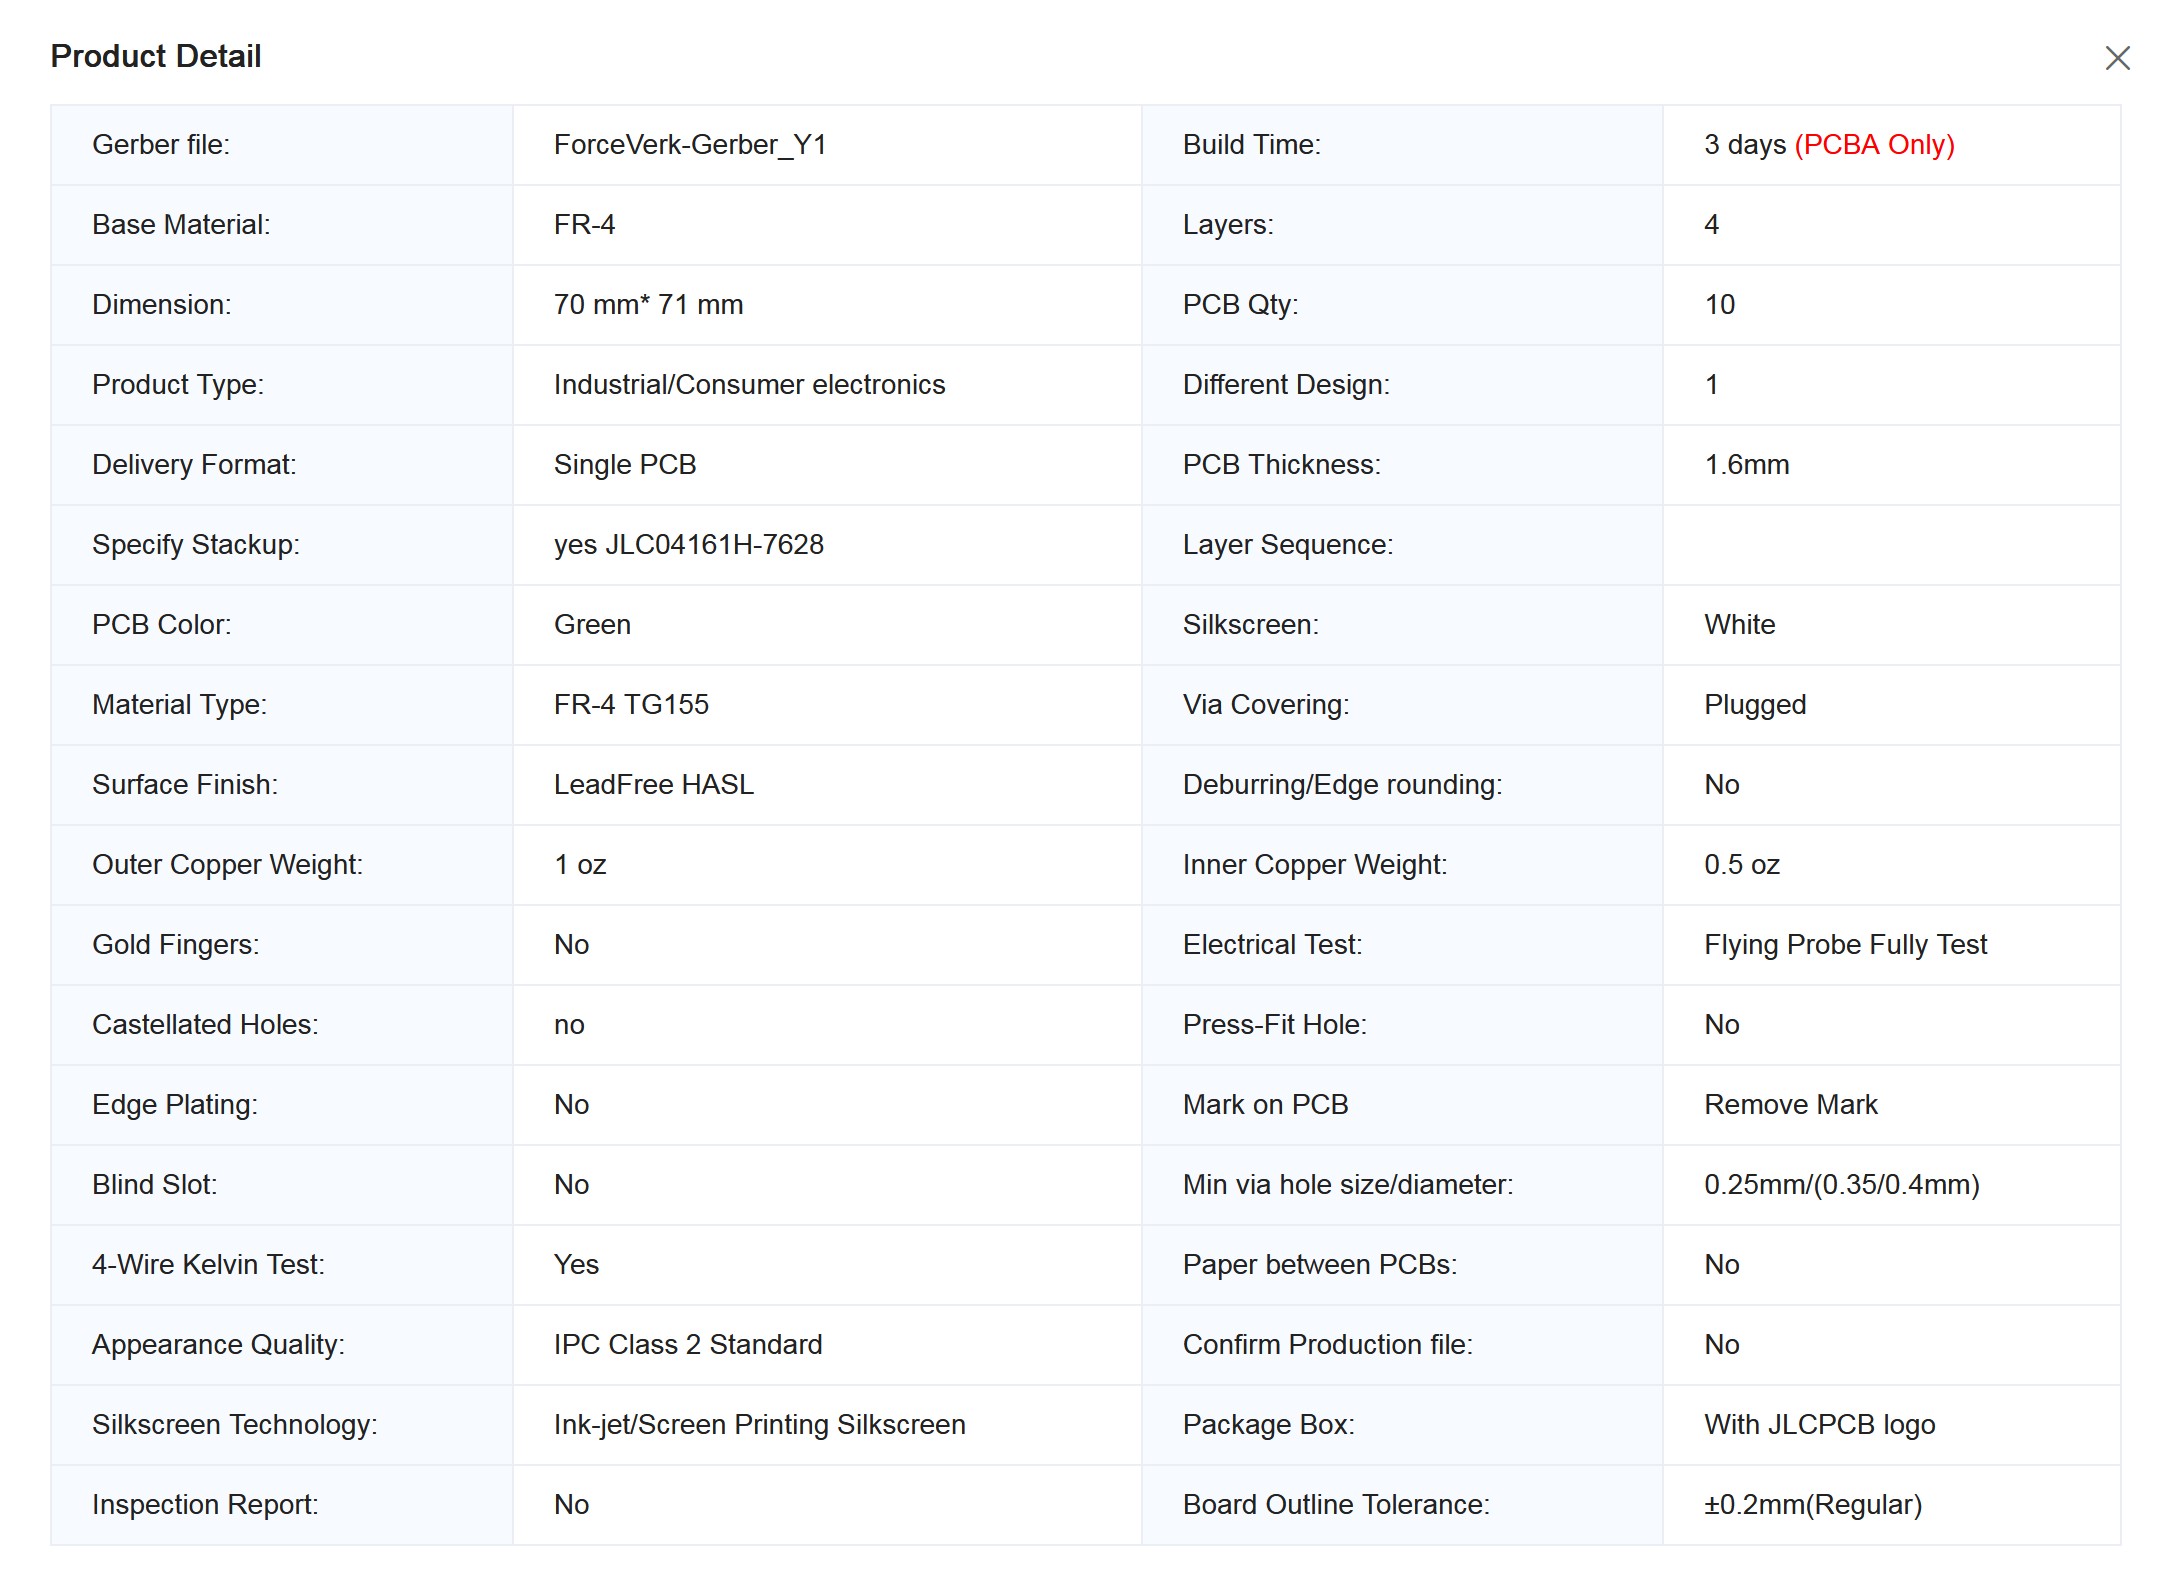 Product Detail
Gerber file: ForceVerk-Gerber_Y1 Build Time: 3 days (PCBA Only)
Base Material: FR-4 Layers: 4
Dimension: 70 mm* 71 mm PCB Qty: 10
Product Type: Industrial/Consumer electronics Different Design: 1
Delivery Format: Single PCB PCB Thickness: 1.6mm
Specify Stackup: yes JLC04161H-7628 Layer Sequence:
PCB Color: Green Silkscreen: White
Material Type: FR-4 TG155 Via Covering: Plugged
Surface Finish: LeadFree HASL Deburring/Edge rounding: No
Outer Copper Weight: 1 oz Inner Copper Weight: 0.5 oz
Gold Fingers: No Electrical Test: Flying Probe Fully Test
Castellated Holes: no Press-Fit Hole: No
Edge Plating: No Mark on PCB Remove Mark
Blind Slot: No Min via hole size/diameter: 0.25mm/(0.35/0.4mm)
4-Wire Kelvin Test: Yes Paper between PCBs: No
Appearance Quality: IPC Class 2 Standard Confirm Production file: No
Silkscreen Technology: Ink-jet/Screen Printing Silkscreen Package Box: With JLCPCB logo
Inspection Report: No Board Outline Tolerance: ±0.2mm(Regular)